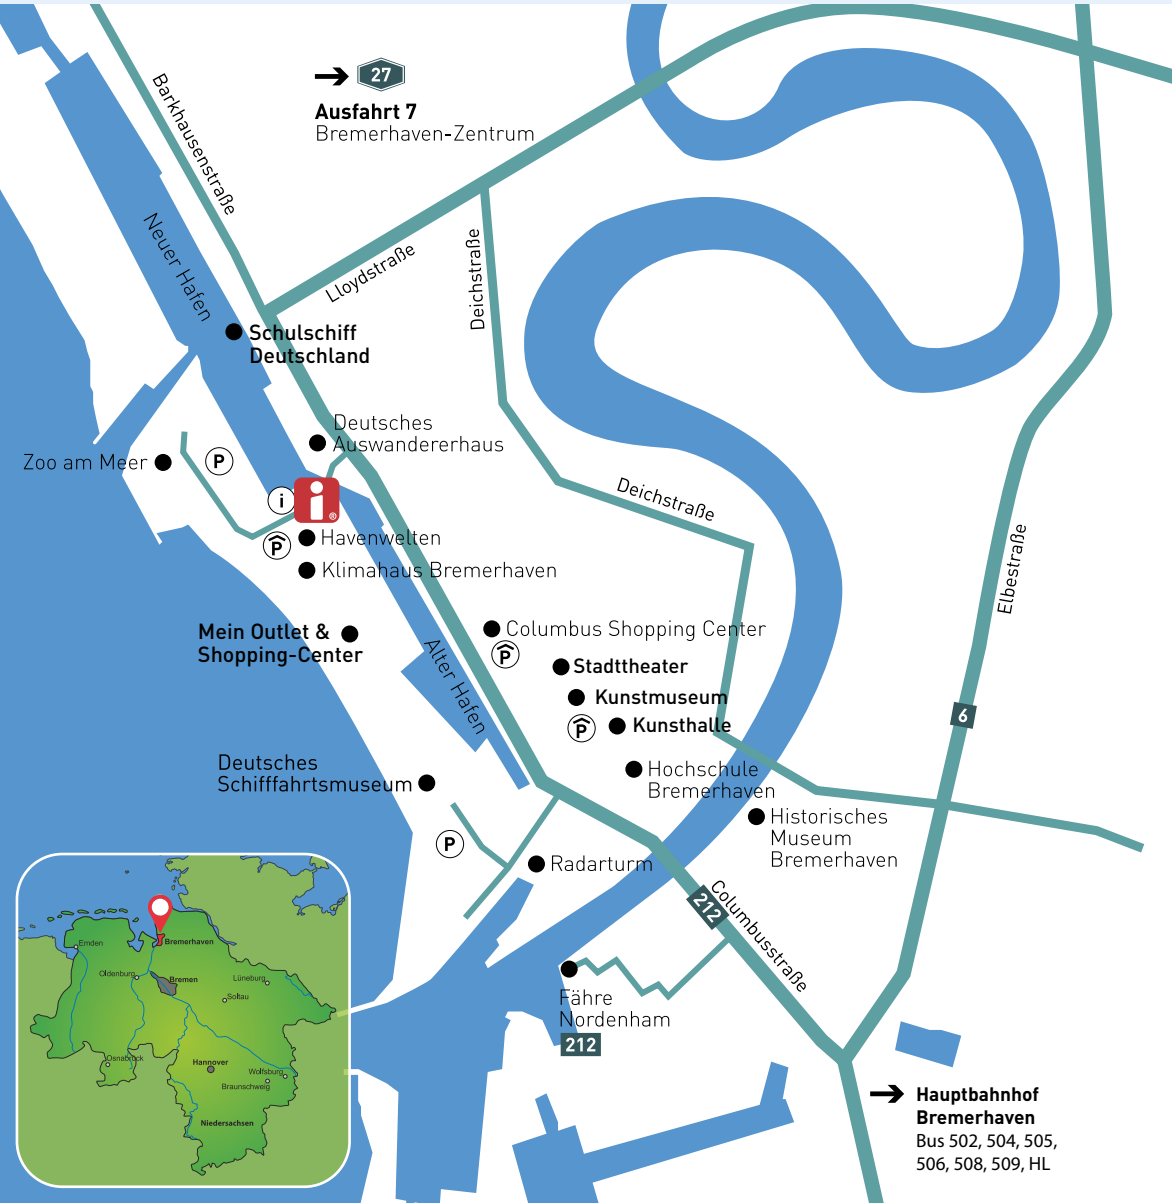 27
Ausfahrt 7
Bremerhaven-Zentrum
Barkhausenstraße
Neuer Hafen
Lloydstraße
Deichstraße
Schulschiff
Deutschland
Deutsches
Auswandererhaus
Zoo am Meer
P
i
i
®
P
Havenwelten
Klimahaus Bremerhaven
Deichstraße
Elbestraße
Mein Outlet &
Shopping-Center
Alter Hafen
Columbus Shopping Center
P
Stadttheater
Kunstmuseum
P
Kunsthalle
6
Deutsches
Schifffahrtsmuseum
Hochschule
Bremerhaven
Historisches
Museum
Bremerhaven
P
Radarturm
212
Columbusstraße
Fähre
Nordenham
212
Hauptbahnhof
Bremerhaven
Bus 502, 504, 505,
506, 508, 509, HL
Emden
Bremerhaven
Oldenburg
Bremen
Lüneburg
Soltau
Osnabrück
Hannover
Wolfsburg
Braunschweig
Niedersachsen